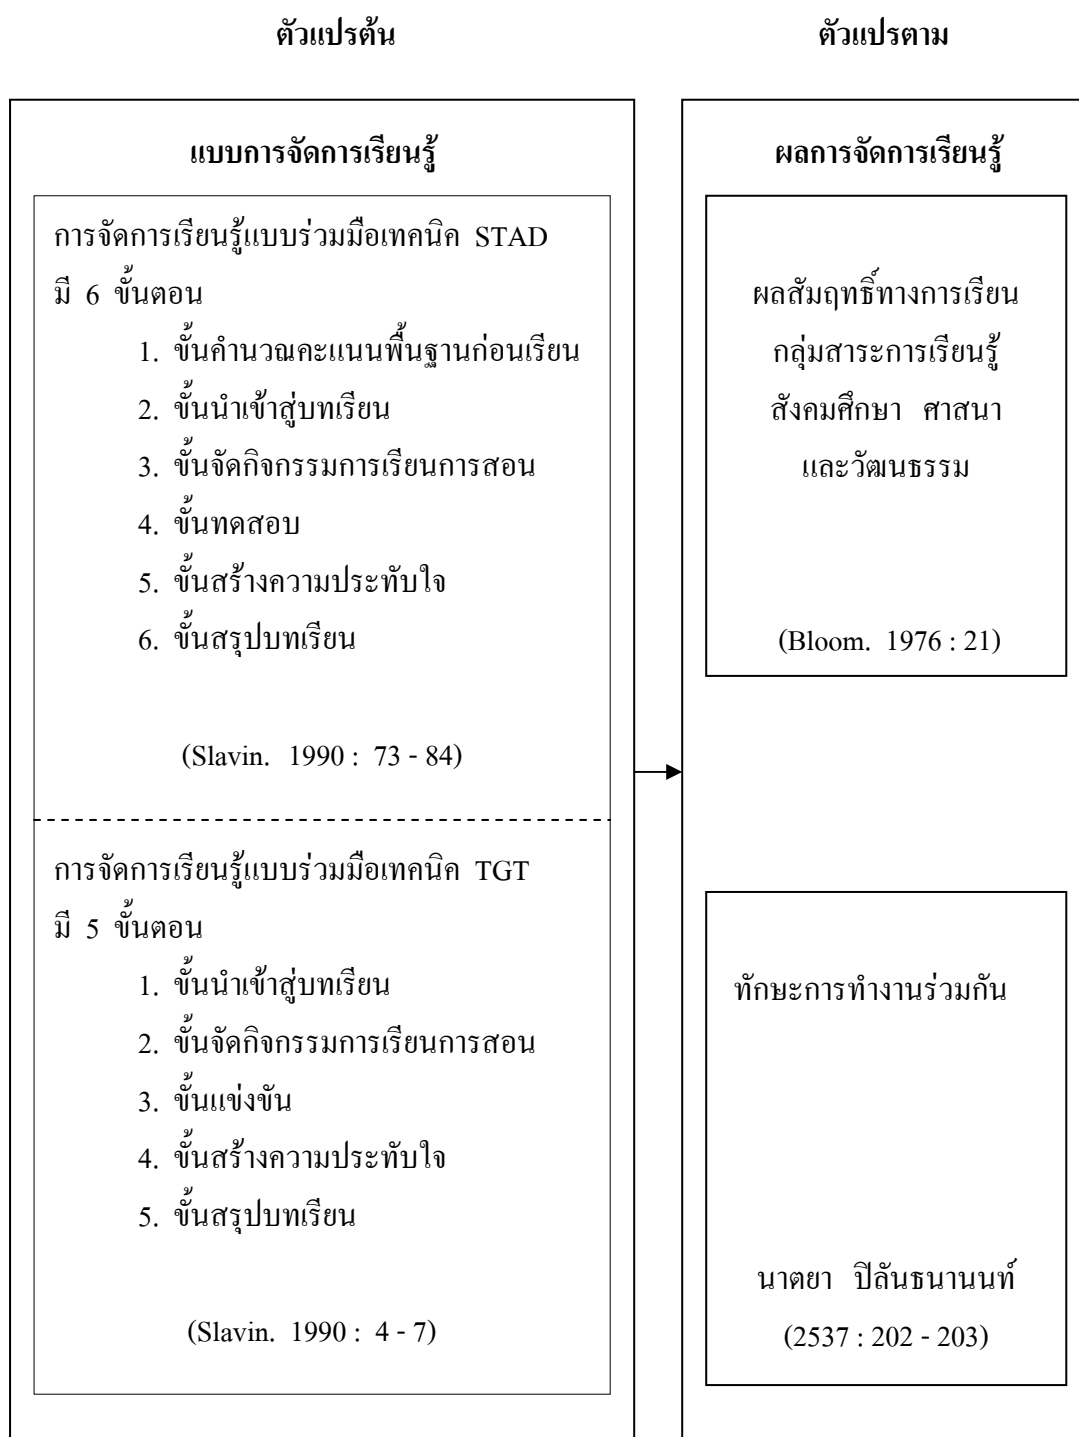 ตัวแปรต้น
ตัวแปรตาม
แบบการจัดการเรียนรู้
การจัดการเรียนรู้แบบร่วมมือเทคนิค STAD
มี 6 ขั้นตอน
1. ขั้นคำนวณคะแนนพื้นฐานก่อนเรียน
2. ขั้นนำเข้าสู่บทเรียน
3. ขั้นจัดกิจกรรมการเรียนการสอน
4. ขั้นทดสอบ
5. ขั้นสร้างความประทับใจ
6. ขั้นสรุปบทเรียน
(Slavin. 1990 : 73 - 84)
การจัดการเรียนรู้แบบร่วมมือเทคนิค TGT
มี 5 ขั้นตอน
1. ขั้นนำเข้าสู่บทเรียน
2. ขั้นจัดกิจกรรมการเรียนการสอน
3. ขั้นแข่งขัน
4. ขั้นสร้างความประทับใจ
5. ขั้นสรุปบทเรียน
(Slavin. 1990 : 4 - 7)
ผลการจัดการเรียนรู้
ผลสัมฤทธิ์ทางการเรียน
กลุ่มสาระการเรียนรู้
สังคมศึกษา ศาสนา
และวัฒนธรรม
(Bloom. 1976 : 21)
ทักษะการทำงานร่วมกัน
นาตยา ปิลันธนานนท์
(2537 : 202 - 203)